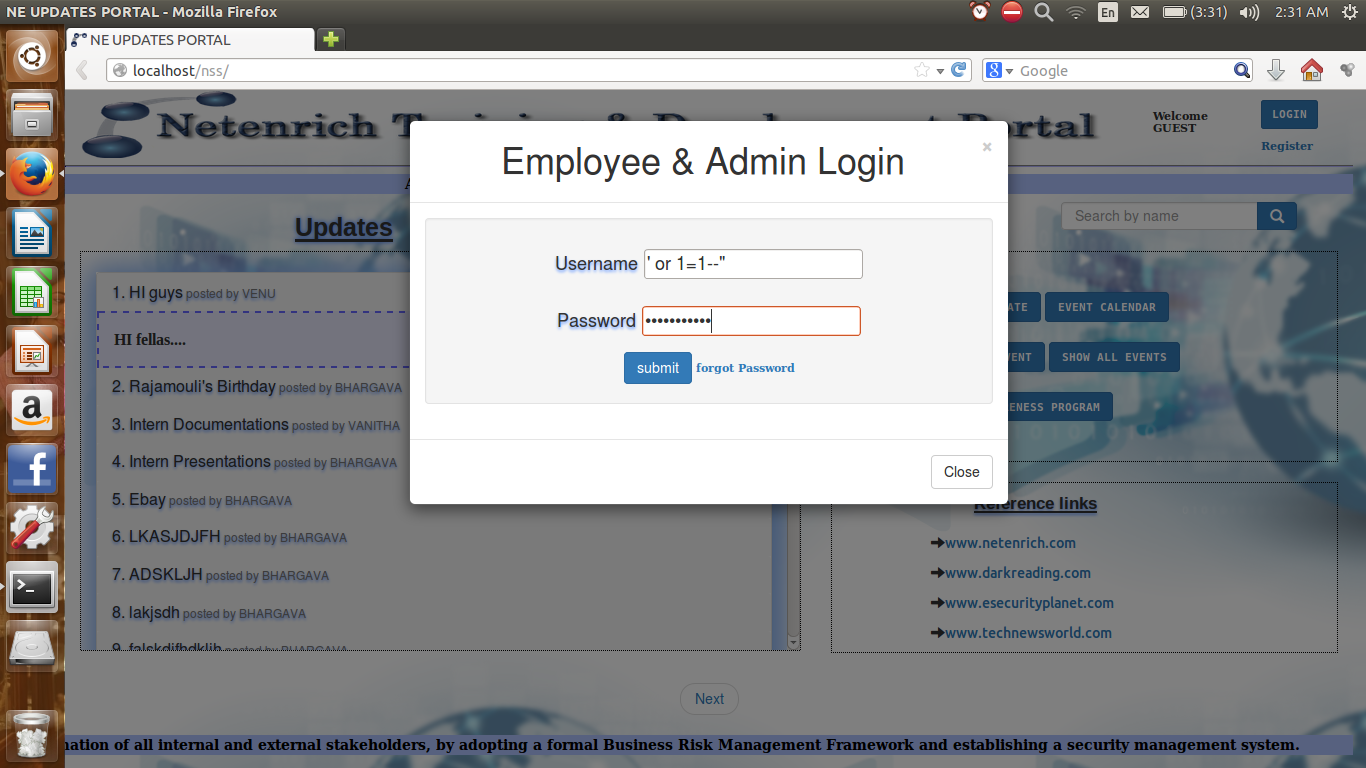 NE UPDATES PORTAL - Mozilla Firefox
En
(3:31)
2:31 AM
NE UPDATES PORTAL
localhost/nss/
Google
Netenrich Portal
Welcome
GUEST
LOGIN
Register
Employee & Admin Login
×
Username ' or 1=1--"
Password •••••••••••
submit forgot Password
Close
Updates
Search by name
1. HI guys posted by VENU
HI fellas....
2. Rajamouli's Birthday posted by BHARGAVA
3. Intern Documentations posted by VANITHA
4. Intern Presentations posted by BHARGAVA
5. Ebay posted by BHARGAVA
6. LKASJDJFH posted by BHARGAVA
7. ADSKLJH posted by BHARGAVA
8. lakjsdh posted by BHARGAVA
EVENT CALENDAR
SHOW ALL EVENTS
PROGRAM
Reference links
www.netenrich.com
www.darkreading.com
www.esecurityplanet.com
www.technewsworld.com
Next
of all internal and external stakeholders, by adopting a formal Business Risk Management Framework and establishing a security management system.